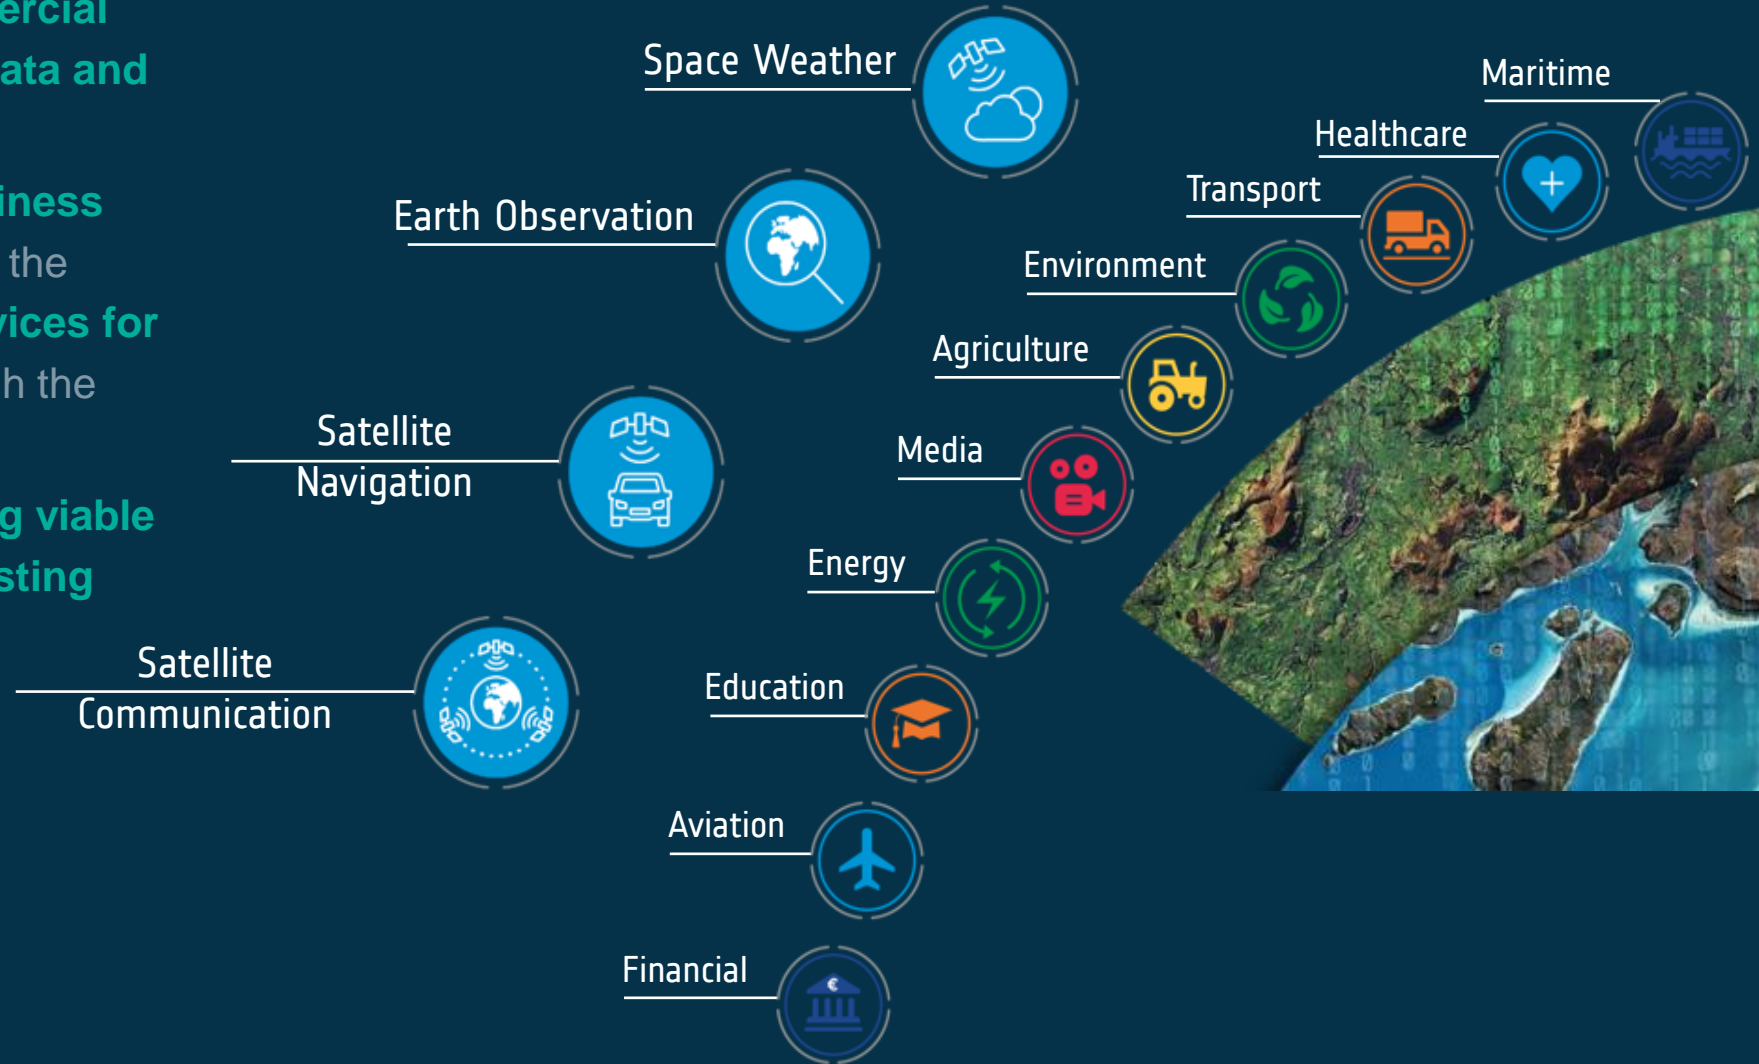 ercial
ata and
iness
the
vices for
h the
g viable
sting
Space Weather
Earth Observation
Satellite
Navigation
Satellite
Communication
Maritime
Healthcare
Transport
Environment
Agriculture
Media
Energy
Education
Aviation
Financial
€